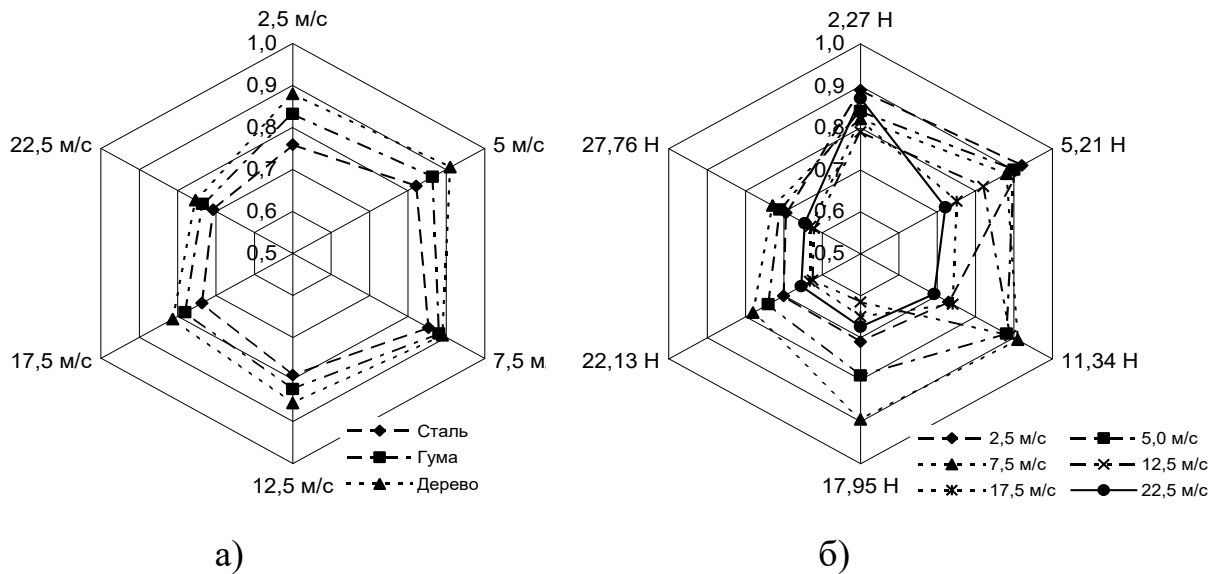 2,5 м/с
1,0
0,9
0,8
0,7
0,6
0,5
5 м/с
7,5 м
12,5 м/с
17,5 м/с
22,5 м/с
Сталь
Гума
Дерево
а)
2,27 Н
1,0
0,9
0,8
0,7
0,6
0,5
5,21 Н
11,34 Н
17,95 Н
22,13 Н
27,76 Н
2,5 м/с 5,0 м/с
7,5 м/с 12,5 м/с
17,5 м/с 22,5 м/с
б)